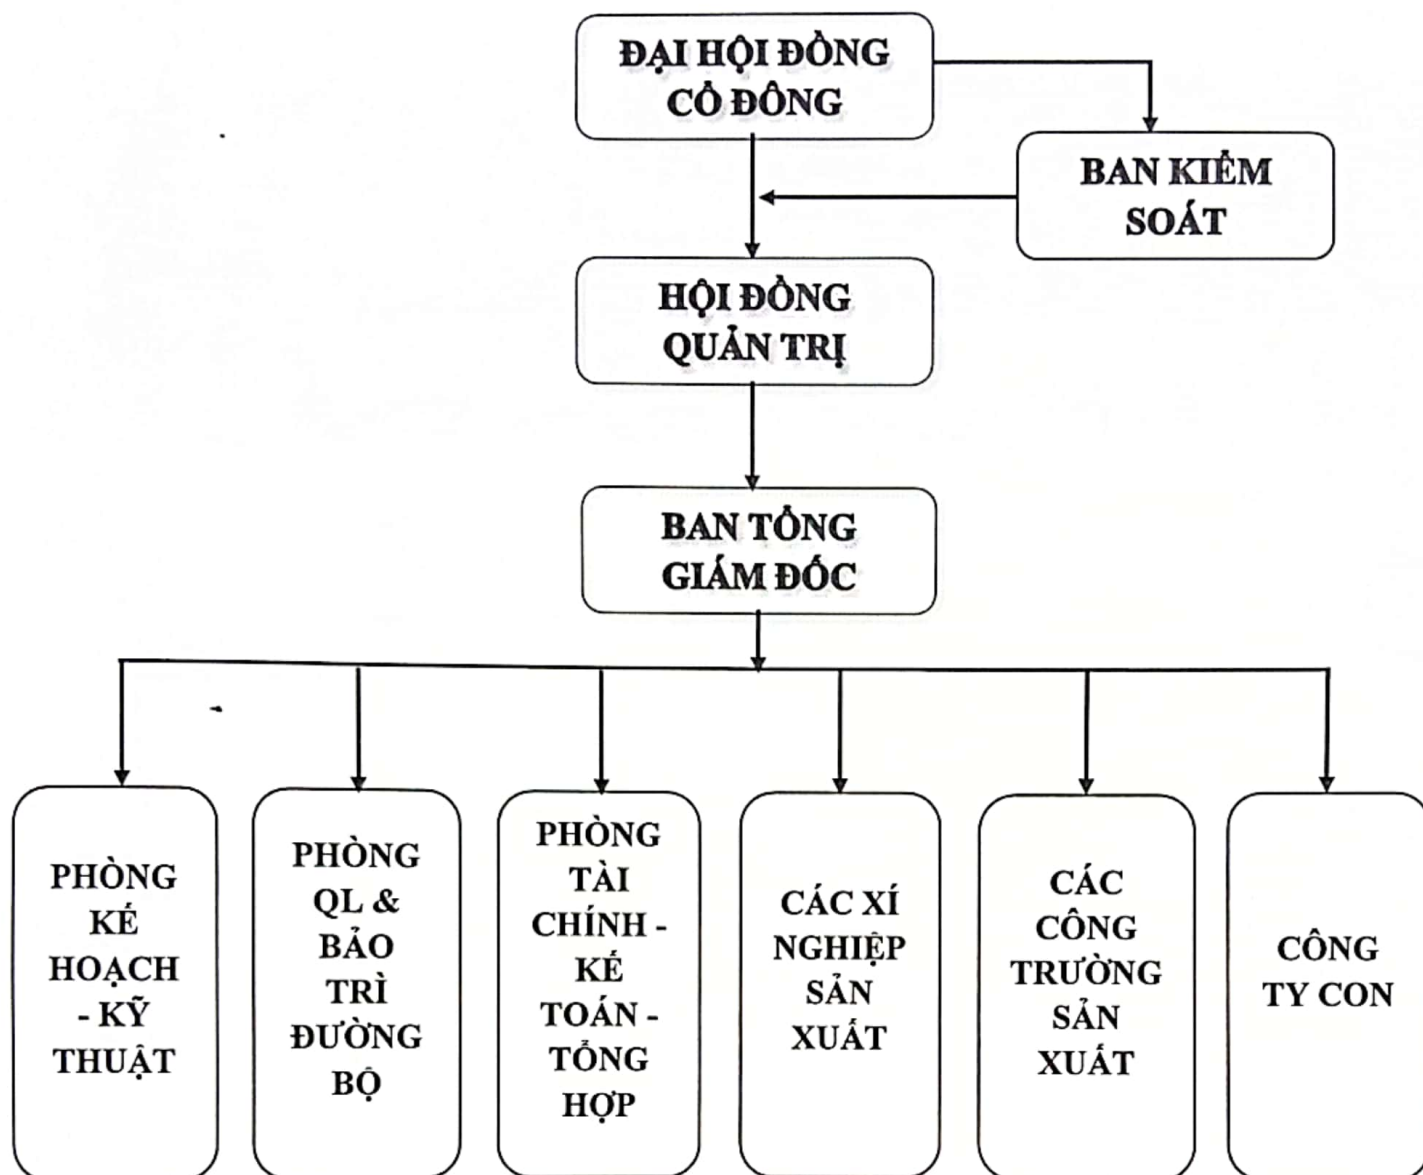 ĐẠI HỘI ĐỒNG
CỔ ĐÔNG
BAN KIỂM
SOÁT
HỘI ĐỒNG
QUẢN TRỊ
BAN TỔNG
GIÁM ĐỐC
PHÒNG
KẾ
HOẠCH
- KỸ
THUẬT
PHÒNG
QL &
BẢO
TRÌ
ĐƯỜNG
BỘ
PHÒNG
TÀI
CHÍNH -
KẾ
TOÁN -
TỔNG
HỢP
CÁC XÍ
NGHIỆP
SẢN
XUẤT
CÁC
CÔNG
TRƯỜNG
SẢN
XUẤT
CÔNG
TY CON